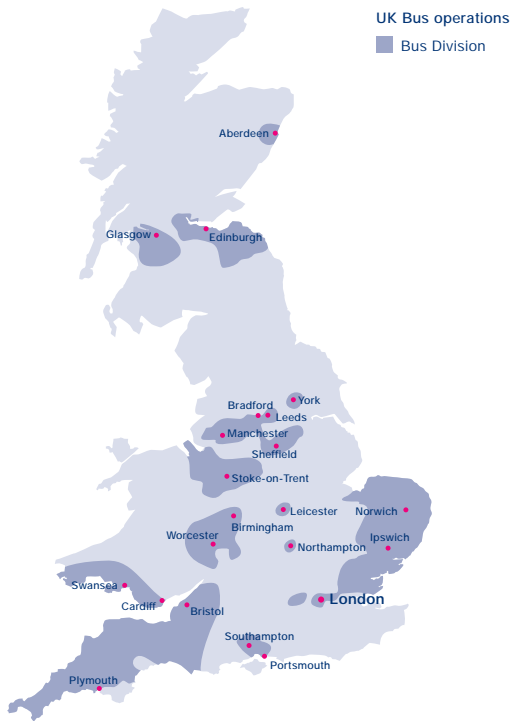 UK Bus operations
Bus Division
Aberdeen
Glasgow
Edinburgh
York
Bradford
Leeds
Manchester
Sheffield
Stoke-on-Trent
Leicester
Norwich
Birmingham
Worcester
Ipswich
Northampton
Swansea
London
Cardiff
Bristol
Southampton
Portsmouth
Plymouth